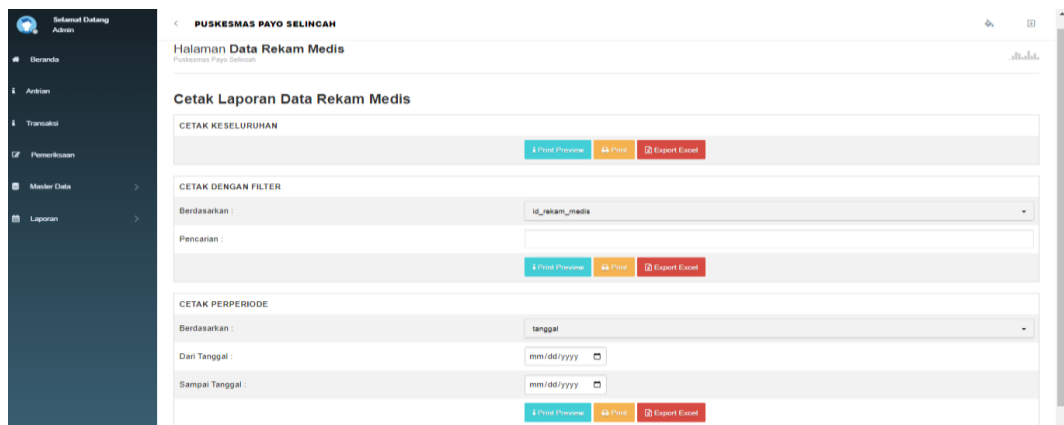 Selamat Datang
Admin
Beranda
Antrian
Transaksi
Pemeriksaan
Master Data
Laporan
PUSKESMAS PAYO SELINCAH
Halaman Data Rekam Medis
Puskesmas Payo Selincah
Cetak Laporan Data Rekam Medis
CETAK KESELURUHAN
Print Preview Print Export Excel
CETAK DENGAN FILTER
Berdasarkan : id_rekam_medis
Pencarian :
Print Preview Print Export Excel
CETAK PERPERIODE
Berdasarkan : tanggal
Dari Tanggal : mm/dd/yyyy
Sampai Tanggal : mm/dd/yyyy
Print Preview Print Export Excel